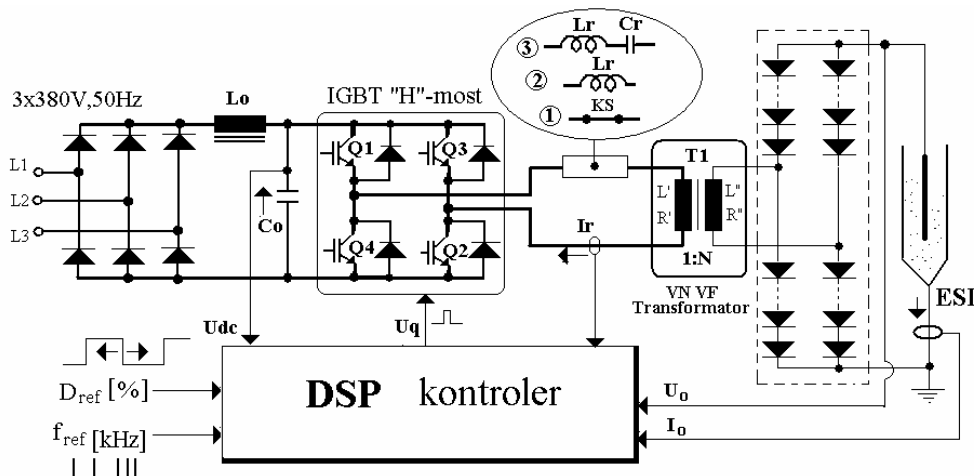 3x380V,50Hz
Lo
L1
L2
L3
Co
IGBT "H"-most
Q1
Q3
Q4
Q2
3 Lr Cr
2 Lr
1 KS
Ir
T1
L' L"
R' R"
1:N
VN VF
Transformator
ESI
Udc
Uq
Dref [%]
fref [kHz]
DSP kontroler
Uo
Io